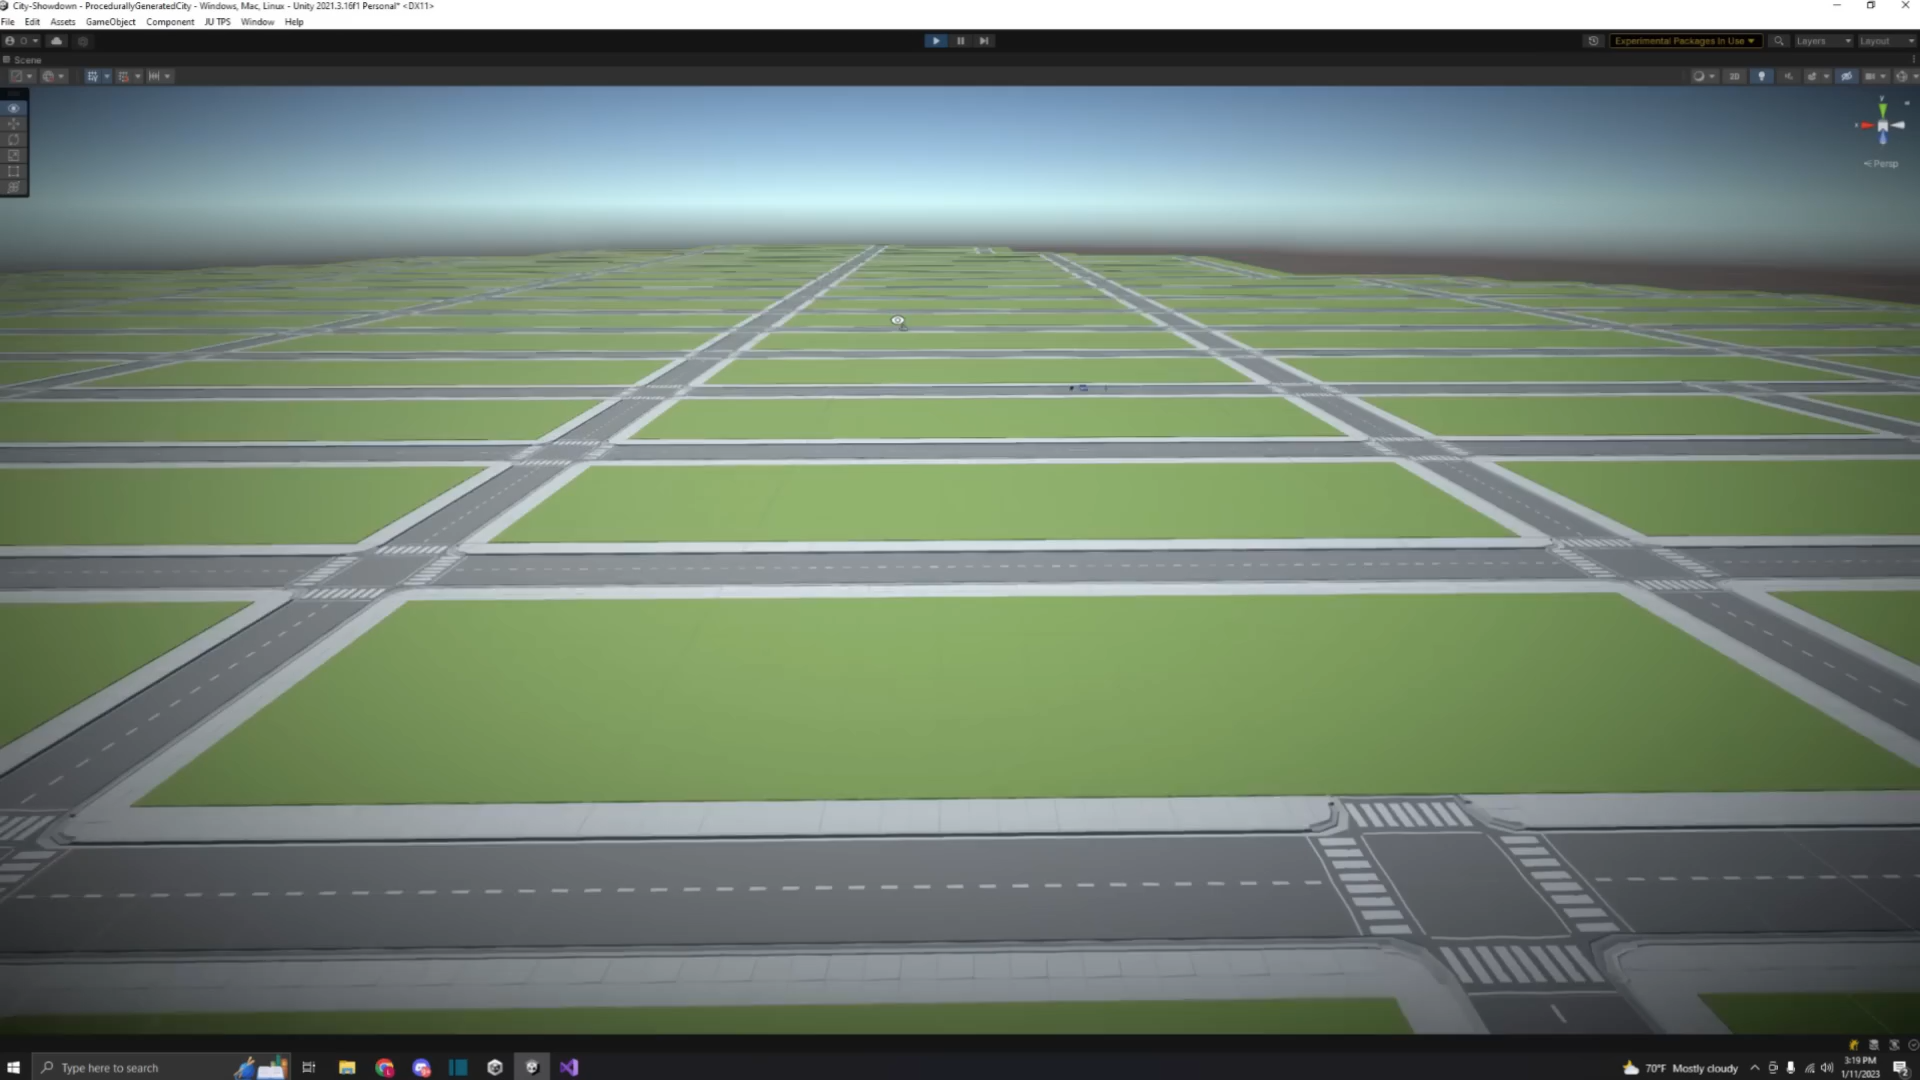 City-Showdown - ProcedurallyGeneratedCity - Windows, Mac, Linux - Unity 2021.3.16f1 Personal* <DX11>
File Edit Assets GameObject Component JU TPS Window Help
Experimental Packages In Use Layers Layout
Scene
2D
y
Persp
Type here to search
70°F Mostly cloudy
3:19 PM
1/11/2023
2